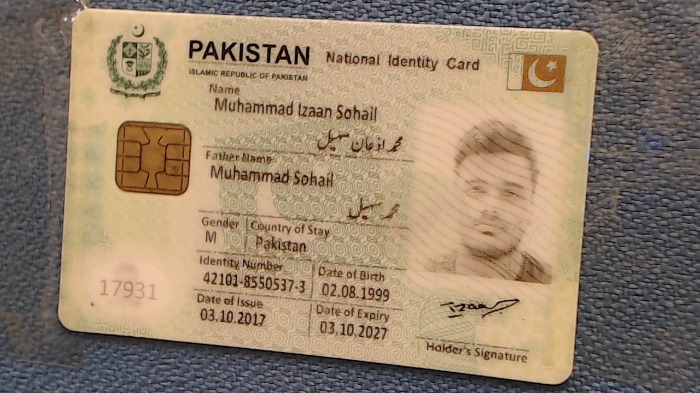 PAKISTAN National Identity Card
ISLAMIC REPUBLIC OF PAKISTAN
Name
Muhammad Izaan Sohail
محمد اذعان سہیل
Father Name
Muhammad Sohail
محمد سہیل
Gender Country of Stay
M Pakistan
Identity Number Date of Birth
42101-8550537-3 02.08.1999
Date of Issue Date of Expiry
03.10.2017 03.10.2027
17931
Izaan
Holder's Signature